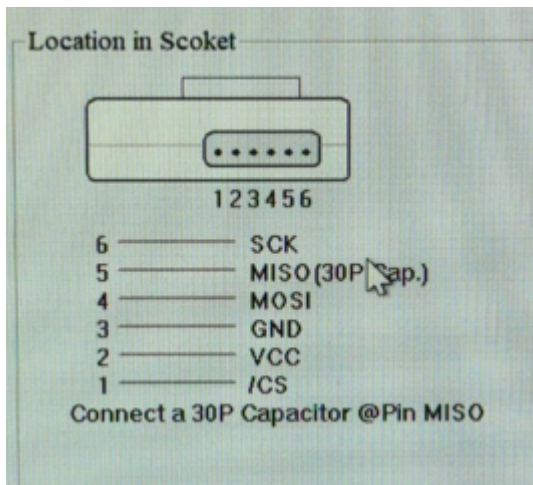 Location in Scoket
123456
6 SCK
5 MISO(30P Cap.)
4 MOSI
3 GND
2 VCC
1 /CS
Connect a 30P Capacitor @Pin MISO